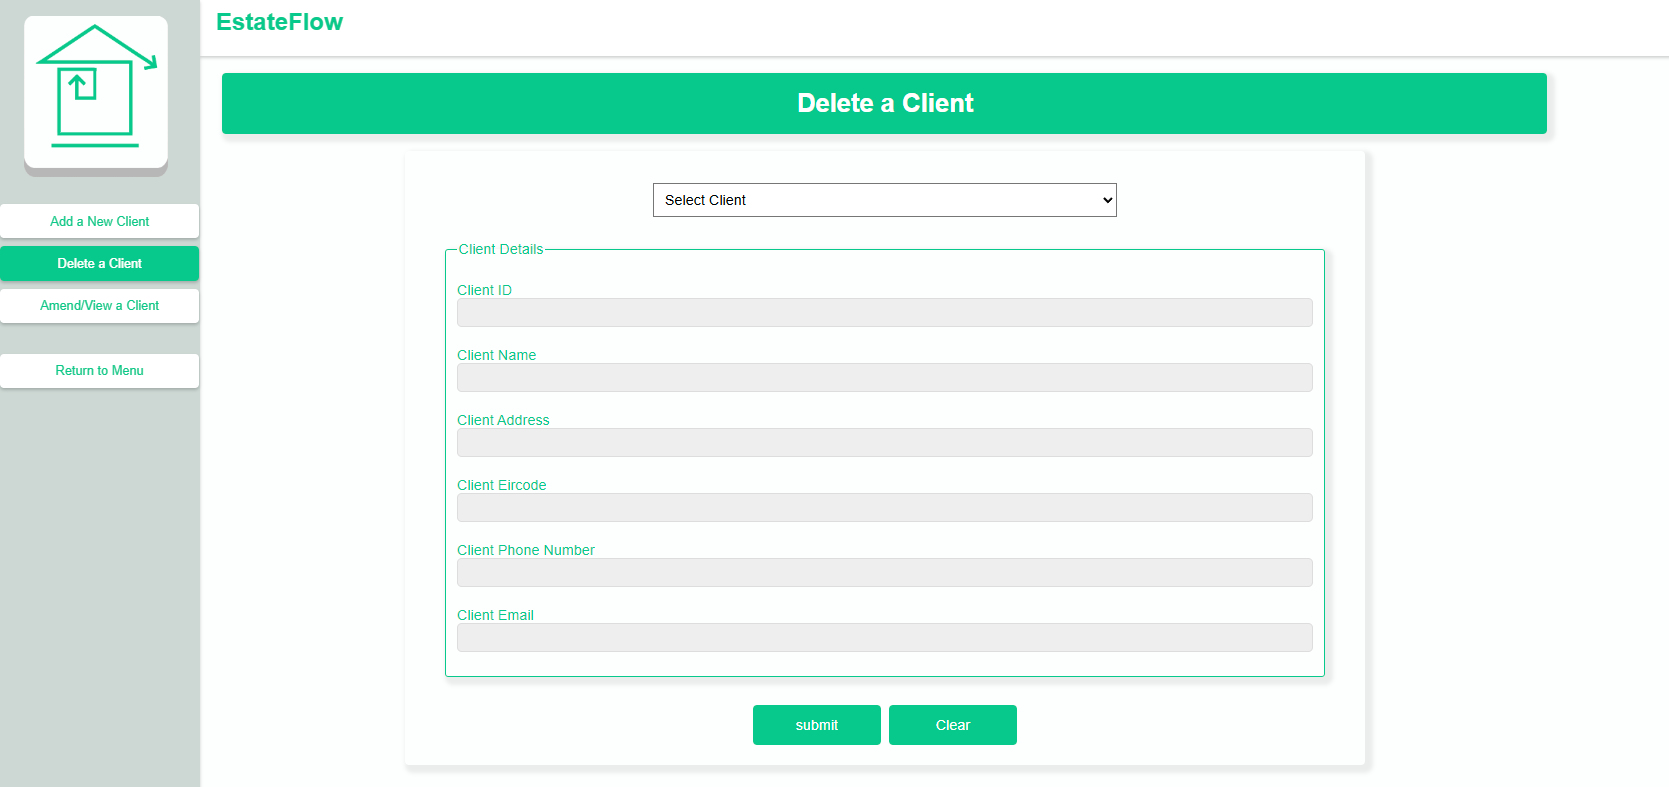 EstateFlow
Add a New Client
Delete a Client
Amend/View a Client
Return to Menu
Delete a Client
Select Client
Client Details
Client ID
Client Name
Client Address
Client Eircode
Client Phone Number
Client Email
submit
Clear